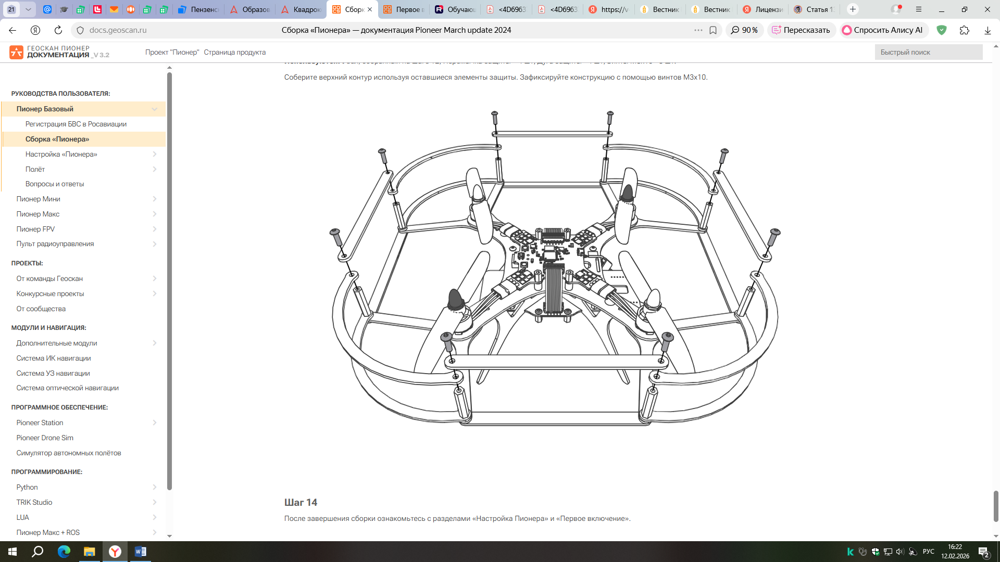 21
Пензенс
Образов
Квадрок
Сборк
Первое в
Обучающ
<4D6963
<4D6963
https://v
Вестник
Вестник
Лицензи
Статья 1
docs.geoscan.ru
Сборка «Пионера» — документация Pioneer March update 2024
90 %
Пересказать
Спросить Алису AI
ГЕОСКАН ПИОНЕР
ДОКУМЕНТАЦИЯ _V 3.2
Проект "Пионер" Страница продукта
Быстрый поиск
Соберите верхний контур используя оставшиеся элементы защиты. Зафиксируйте конструкцию с помощью винтов М3х10.
РУКОВОДСТВА ПОЛЬЗОВАТЕЛЯ:
Пионер Базовый
Регистрация БВС в Росавиации
Сборка «Пионера»
Настройка «Пионера»
Полёт
Вопросы и ответы
Пионер Мини
Пионер Макс
Пионер FPV
Пульт радиоуправления
ПРОЕКТЫ:
От команды Геоскан
Конкурсные проекты
От сообщества
МОДУЛИ И НАВИГАЦИЯ:
Дополнительные модули
Система ИК навигации
Система УЗ навигации
Система оптической навигации
ПРОГРАММНОЕ ОБЕСПЕЧЕНИЕ:
Pioneer Station
Pioneer Drone Sim
Симулятор автономных полётов
ПРОГРАММИРОВАНИЕ:
Python
TRIK Studio
LUA
Пионер Макс + ROS
Шаг 14
После завершения сборки ознакомьтесь с разделами «Настройка Пионера» и «Первое включение».
РУС
16:22
12.02.2026
2